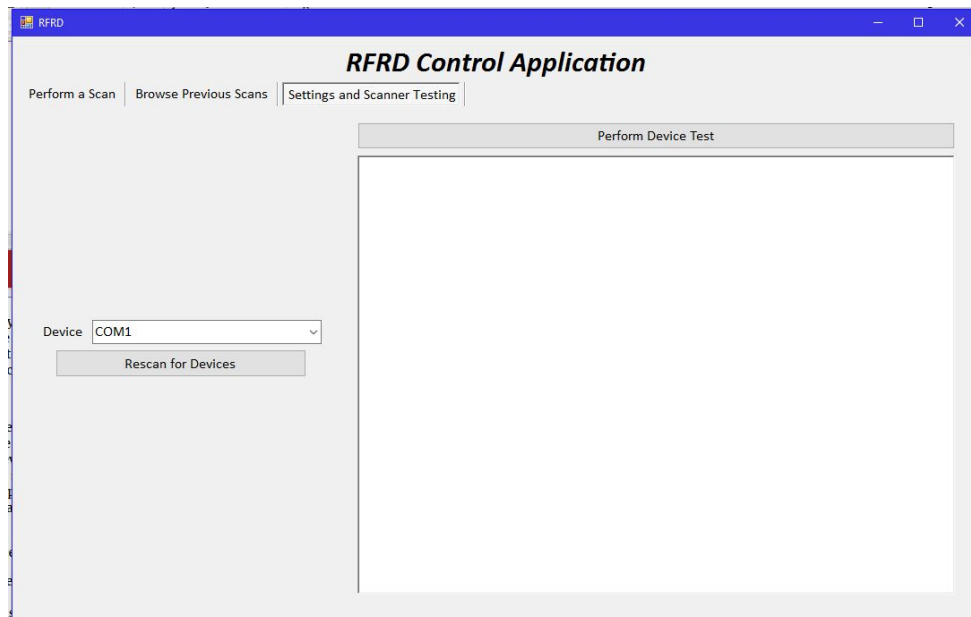 RFRD
RFRD Control Application
Perform a Scan Browse Previous Scans Settings and Scanner Testing
Perform Device Test
Device COM1
Rescan for Devices